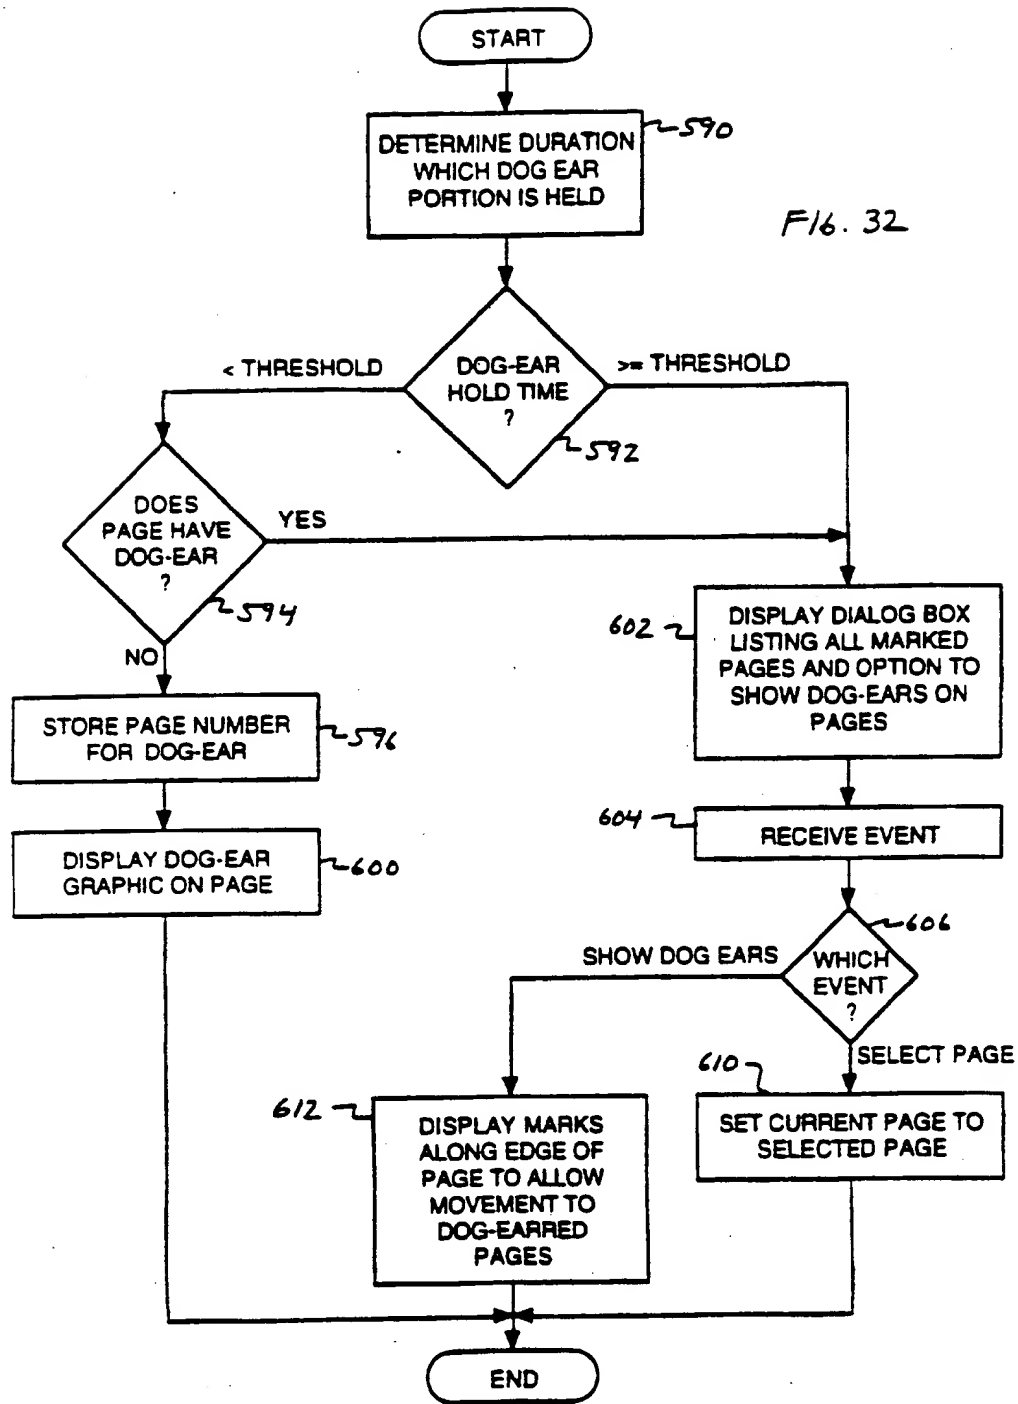 START
DETERMINE DURATION
WHICH DOG EAR
PORTION IS HELD
590
FIG. 32
DOG-EAR
HOLD TIME
?
592
< THRESHOLD
>= THRESHOLD
DOES
PAGE HAVE
DOG-EAR
?
594
YES
NO
STORE PAGE NUMBER
FOR DOG-EAR
596
DISPLAY DOG-EAR
GRAPHIC ON PAGE
600
602
DISPLAY DIALOG BOX
LISTING ALL MARKED
PAGES AND OPTION TO
SHOW DOG-EARS ON
PAGES
604
RECEIVE EVENT
606
WHICH
EVENT
?
SHOW DOG EARS
SELECT PAGE
610
SET CURRENT PAGE TO
SELECTED PAGE
612
DISPLAY MARKS
ALONG EDGE OF
PAGE TO ALLOW
MOVEMENT TO
DOG-EARRED
PAGES
END